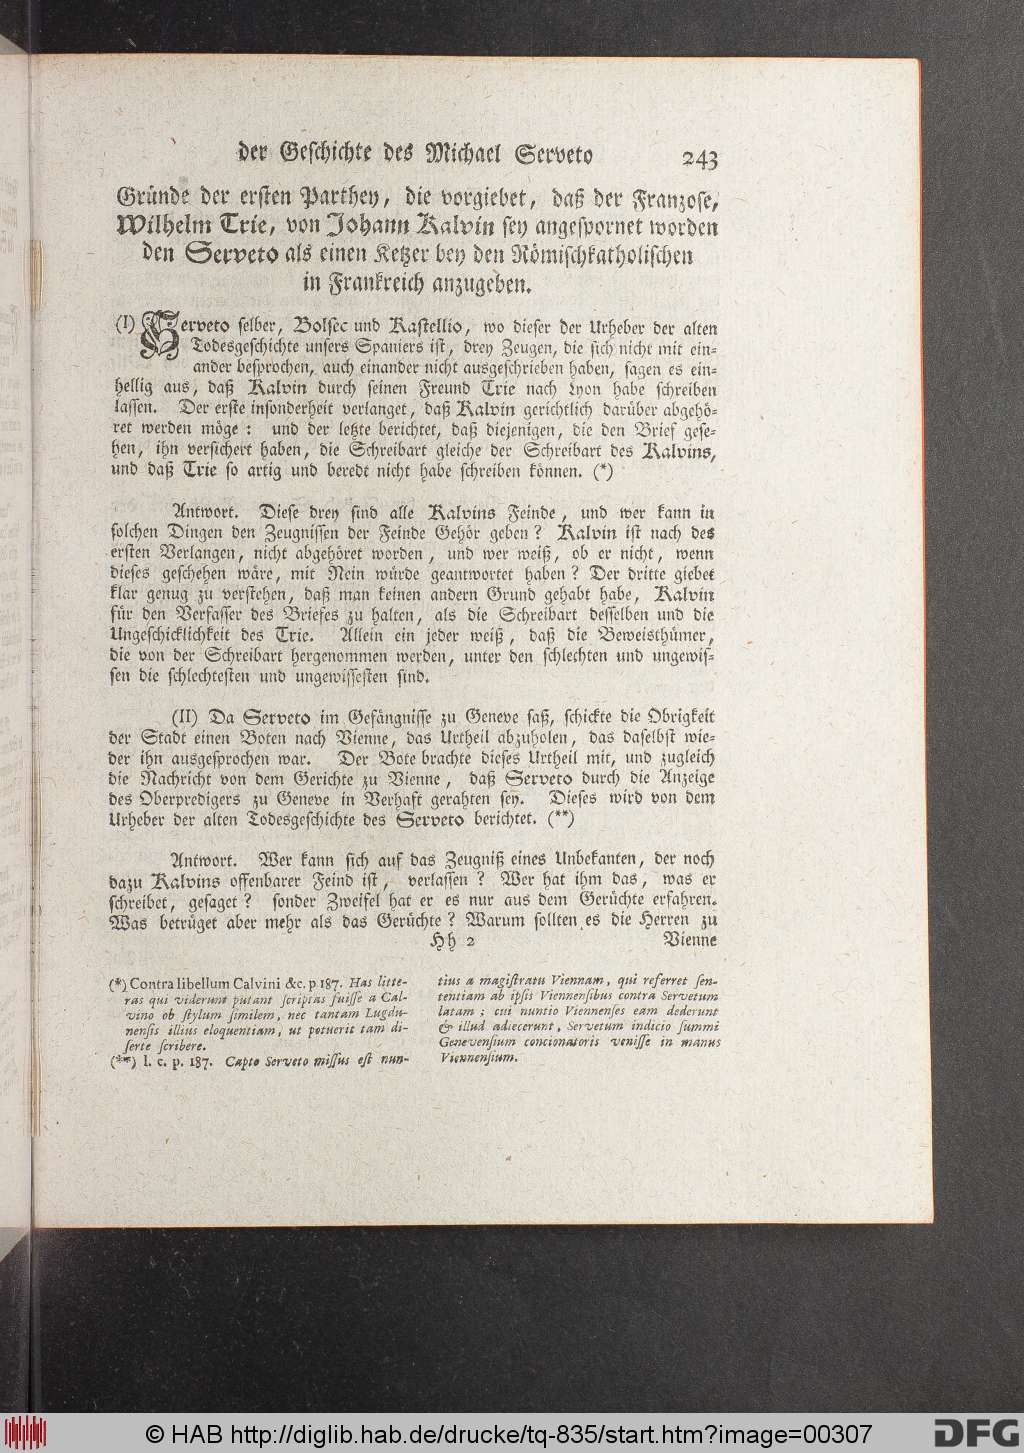 der Geschichte des Michael Serveto 243
Gründe der ersten Parthey, die vorgiebet, daß der Franzose,
Wilhelm Trie, von Johann Kalvin sey angespornet worden
den Serveto als einen Ketzer bey den Römischkatholischen
in Frankreich anzugeben.
(I) Serveto selber, Bolsec und Kastellio, wo dieser der Urheber der alten
Todesgeschichte unsers Spaniers ist, drey Zeugen, die sich nicht mit ein-
ander besprochen, auch einander nicht ausgeschrieben haben, sagen es ein-
hellig aus, daß Kalvin durch seinen Freund Trie nach Lyon habe schreiben
lassen. Der erste insonderheit verlanget, daß Kalvin gerichtlich darüber abgehö-
ret werden möge: und der letzte berichtet, daß diejenigen, die den Brief gese-
hen, ihn versichert haben, die Schreibart gleiche der Schreibart des Kalvins,
und daß Trie so artig und beredt nicht habe schreiben können. (*)
Antwort. Diese drey sind alle Kalvins Feinde, und wer kann in
solchen Dingen den Zeugnissen der Feinde Gehör geben? Kalvin ist nach des
ersten Verlangen, nicht abgehöret worden, und wer weiß, ob er nicht, wenn
dieses geschehen wäre, mit Nein würde geantwortet haben? Der dritte giebet
klar genug zu verstehen, daß man keinen andern Grund gehabt habe, Kalvin
für den Verfasser des Briefes zu halten, als die Schreibart desselben und die
Ungeschicklichkeit des Trie. Allein ein jeder weiß, daß die Beweisthümer,
die von der Schreibart hergenommen werden, unter den schlechten und ungewis-
sen die schlechtesten und ungewissesten sind.
(II) Da Serveto im Gefängnisse zu Geneve saß, schickte die Obrigkeit
der Stadt einen Boten nach Vienne, das Urtheil abzuholen, das daselbst wie-
der ihn ausgesprochen war. Der Bote brachte dieses Urtheil mit, und zugleich
die Nachricht von dem Gerichte zu Vienne, daß Serveto durch die Anzeige
des Oberpredigers zu Geneve in Verhaft gerahten sey. Dieses wird von dem
Urheber der alten Todesgeschichte des Serveto berichtet. (**)
Antwort. Wer kann sich auf das Zeugniß eines Unbekanten, der noch
dazu Kalvins offenbarer Feind ist, verlassen? Wer hat ihm das, was er
schreibet, gesaget? sonder Zweifel hat er es nur aus dem Gerüchte erfahren.
Was betrüget aber mehr als das Gerüchte? Warum sollten es die Herren zu
Hh 2 Vienne
(*) Contra libellum Calvini &c. p 187. Has litte-
ras qui viderunt putant scriptas fuisse a Cal-
vino ob stylum similem, nec tantam Lugdu-
nensis illius eloquentiam, ut potuerit tam di-
serte scribere.
(**) l. c. p. 187. Capto Serveto missus est nun-
tius a magistratu Viennam, qui referret sen-
tentiam ab ipsis Viennensibus contra Servetum
latam; cui nuntio Viennenses eam dederunt
& illud adiecerunt, Servetum indicio summi
Genevensium concionatoris venisse in manus
Viennensium.
© HAB http://diglib.hab.de/drucke/tq-835/start.htm?image=00307
DFG